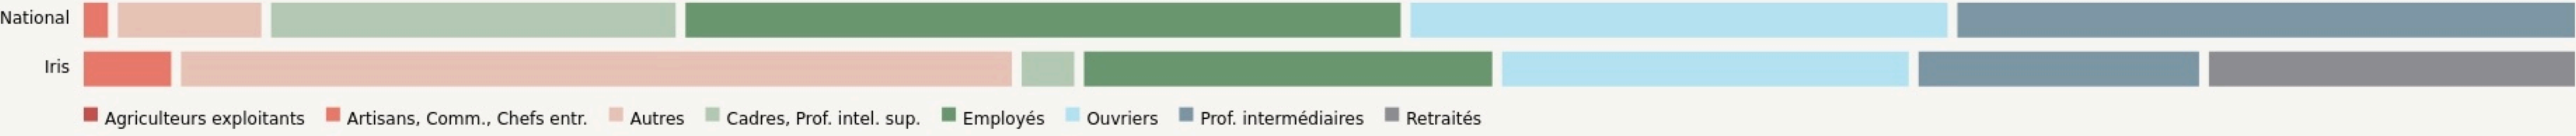 National
Iris
Agriculteurs exploitants Artisans, Comm., Chefs entr. Autres Cadres, Prof. intel. sup. Employés Ouvriers Prof. intermédiaires Retraités